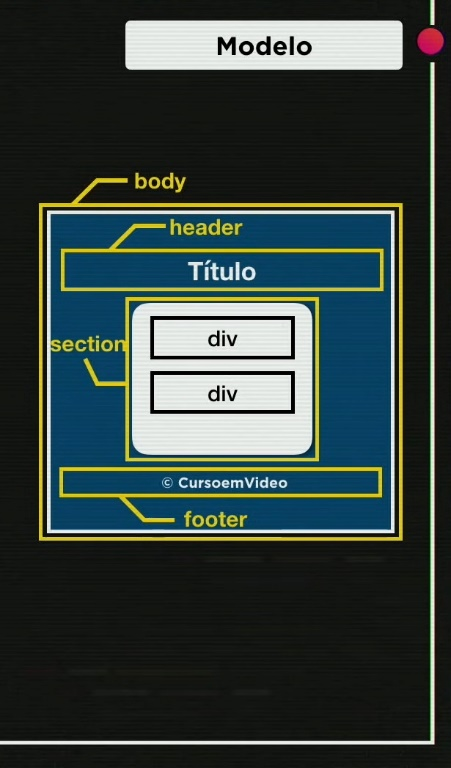 Modelo
body
header
Título
section
div
div
© CursoemVideo
footer